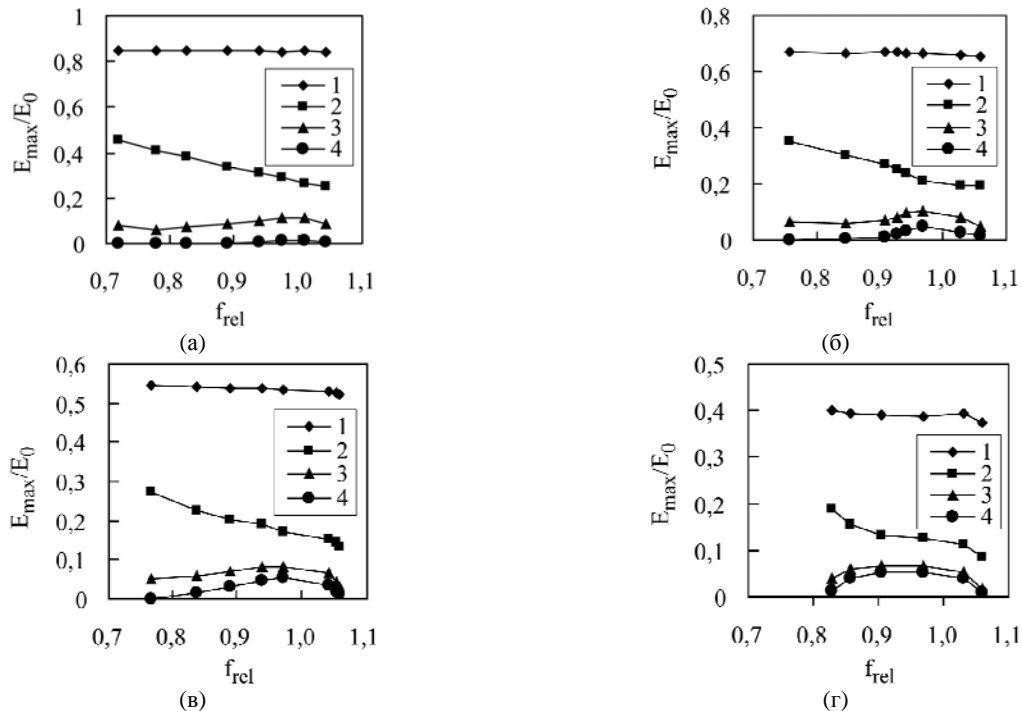 1
0,8
0,6
0,4
0,2
0
E_max/E_0
1
2
3
4
0,7 0,8 0,9 1,0 1,1
f_rel
(а)
0,8
0,6
0,4
0,2
0
E_max/E_0
1
2
3
4
0,7 0,8 0,9 1,0 1,1
f_rel
(б)
0,6
0,5
0,4
0,3
0,2
0,1
0
E_max/E_0
1
2
3
4
0,7 0,8 0,9 1,0 1,1
f_rel
(в)
0,5
0,4
0,3
0,2
0,1
0
E_max/E_0
1
2
3
4
0,7 0,8 0,9 1,0 1,1
f_rel
(г)